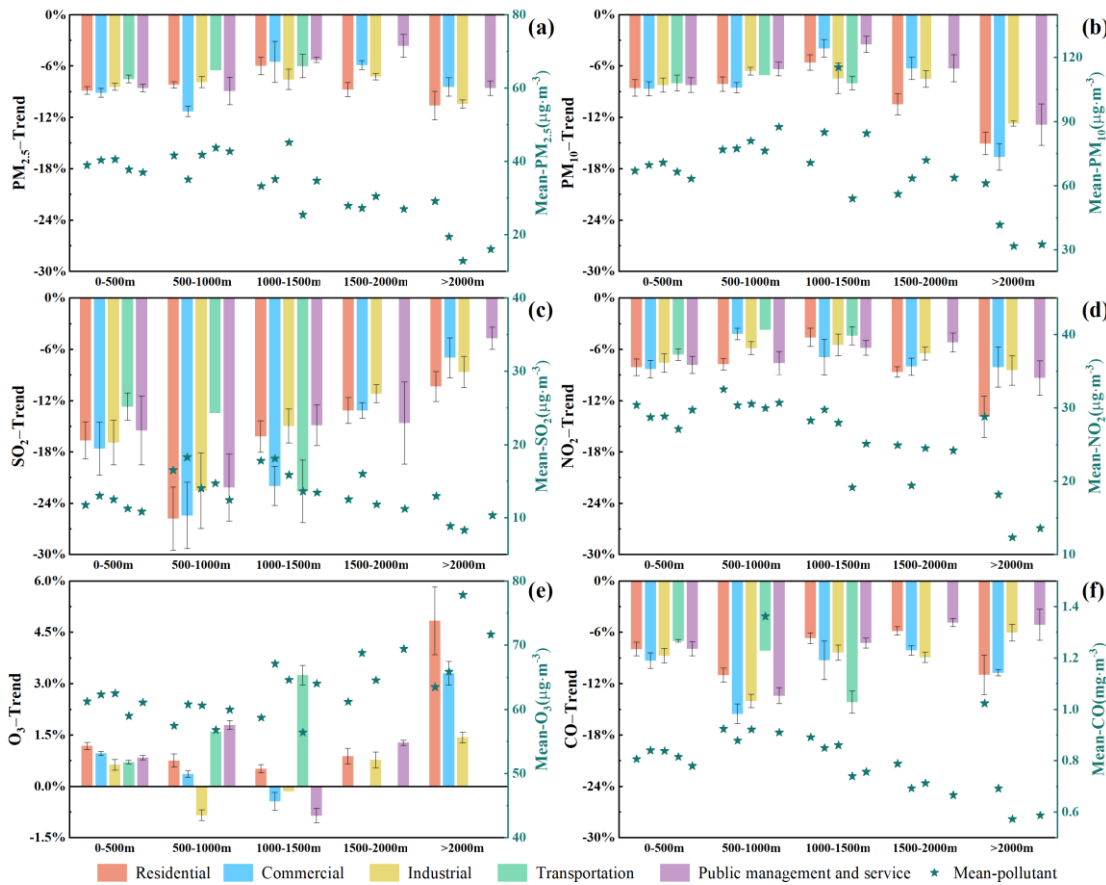 (a)
0%
-6%
-12%
-18%
-24%
-30%
PM2.5-Trend
80
60
40
20
Mean-PM2.5(μg·m-3)
0-500m 500-1000m 1000-1500m 1500-2000m >2000m
(b)
0%
-6%
-12%
-18%
-24%
-30%
PM10-Trend
120
90
60
30
Mean-PM10(μg·m-3)
0-500m 500-1000m 1000-1500m 1500-2000m >2000m
(c)
0%
-6%
-12%
-18%
-24%
-30%
SO2-Trend
40
30
20
10
Mean-SO2(μg·m-3)
0-500m 500-1000m 1000-1500m 1500-2000m >2000m
(d)
0%
-6%
-12%
-18%
-24%
-30%
NO2-Trend
40
30
20
10
Mean-NO2(μg·m-3)
0-500m 500-1000m 1000-1500m 1500-2000m >2000m
(e)
6.0%
4.5%
3.0%
1.5%
0.0%
-1.5%
O3-Trend
80
70
60
50
40
Mean-O3(μg·m-3)
0-500m 500-1000m 1000-1500m 1500-2000m >2000m
(f)
0%
-6%
-12%
-18%
-24%
-30%
CO-Trend
1.4
1.2
1.0
0.8
0.6
Mean-CO(mg·m-3)
0-500m 500-1000m 1000-1500m 1500-2000m >2000m
Residential Commercial Industrial Transportation Public management and service Mean-pollutant